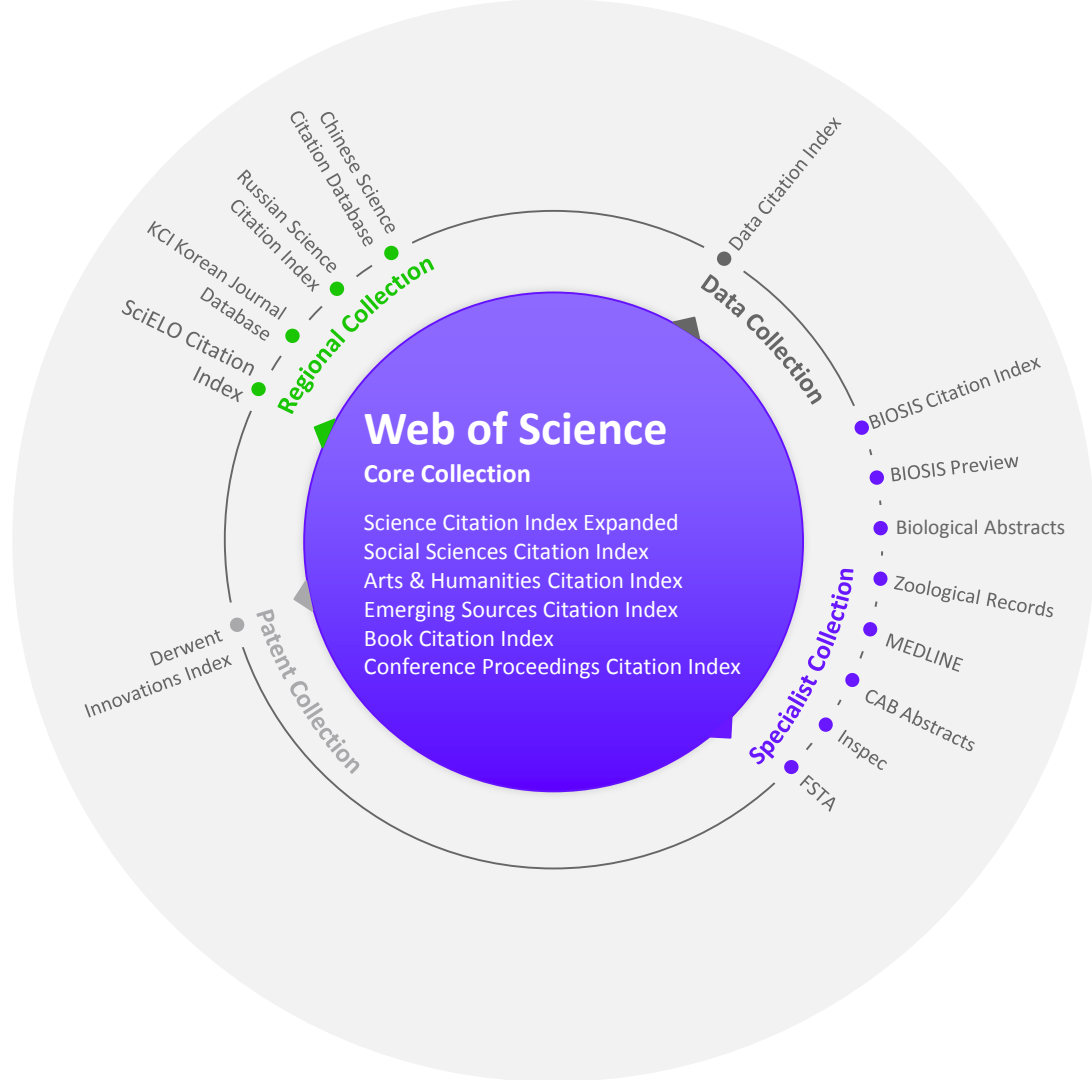 Chinese Science
Citation Database
Russian Science
Citation Index
KCI Korean Journal
Database
SciELO Citation
Index
Regional Collection
Data Citation Index
Data Collection
Web of Science
Core Collection
Science Citation Index Expanded
Social Sciences Citation Index
Arts & Humanities Citation Index
Emerging Sources Citation Index
Book Citation Index
Conference Proceedings Citation Index
BIOSIS Citation Index
BIOSIS Preview
Biological Abstracts
Zoological Records
MEDLINE
CAB Abstracts
Inspec
FSTA
Specialist Collection
Derwent
Innovations Index
Patent Collection